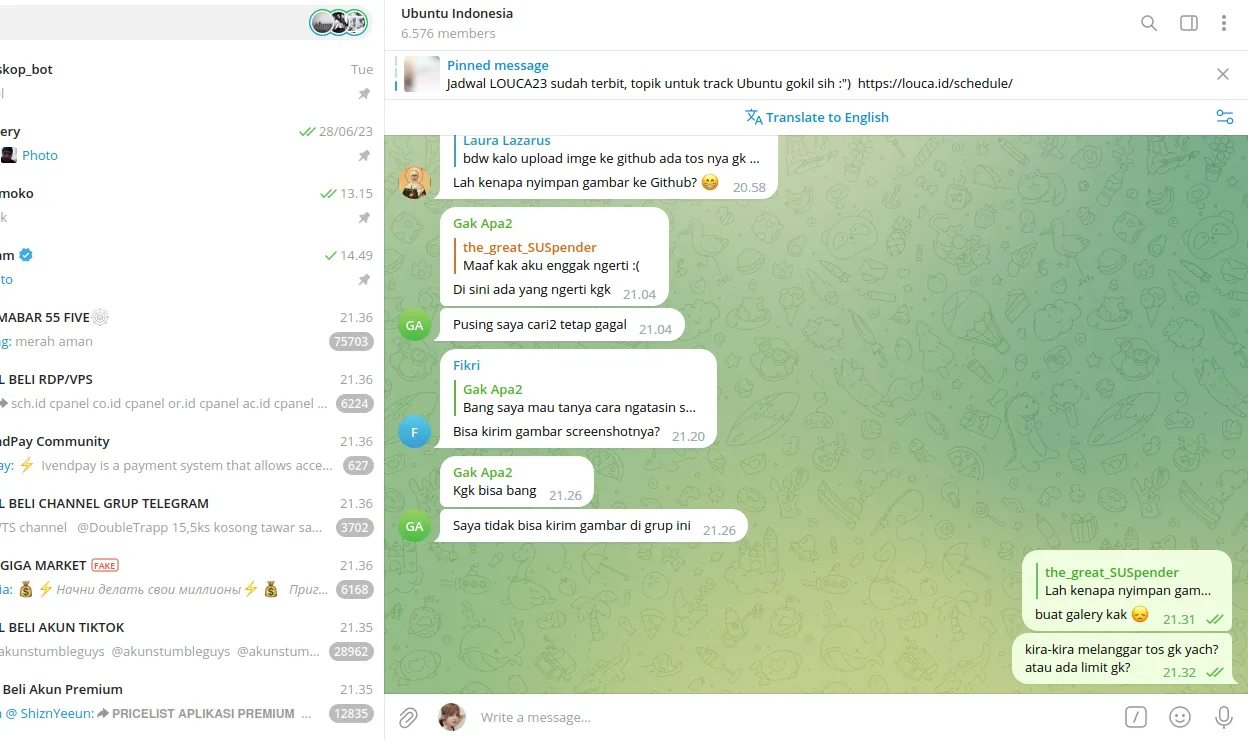 skop_bot
Tue
el
ery
28/06/23
Photo
moko
13.15
k
am
14.49
to
MABAR 55 FIVE
21.36
ng: merah aman
75703
L BELI RDP/VPS
21.36
sch.id cpanel co.id cpanel or.id cpanel ac.id cpanel ...
6224
ndPay Community
21.36
ay: ⚡ Ivendpay is a payment system that allows acce...
627
L BELI CHANNEL GRUP TELEGRAM
21.36
TS channel @DoubleTrapp 15,5ks kosong tawar sa...
3702
GIGA MARKET FAKE
21.36
ia: 💰⚡Начни делать свои миллионы⚡💰 Приг...
6168
L BELI AKUN TIKTOK
21.35
akunstumbleguys @akunstumbleguys @akunstum...
28962
Beli Akun Premium
21.35
@ ShiznYeeun: PRICELIST APLIKASI PREMIUM ...
12835
Ubuntu Indonesia
6.576 members
Pinned message
Jadwal LOUCA23 sudah terbit, topik untuk track Ubuntu gokil sih :") https://louca.id/schedule/
Translate to English
Laura Lazarus
bdw kalo upload imge ke github ada tos nya gk ...
Lah kenapa nyimpan gambar ke Github? 😁
20.58
Gak Apa2
the_great_SUSpender
Maaf kak aku enggak ngerti :(
Di sini ada yang ngerti kgk
21.04
GA
Pusing saya cari2 tetap gagal
21.04
Fikri
Gak Apa2
Bang saya mau tanya cara ngatasin s...
F
Bisa kirim gambar screenshotnya?
21.20
Gak Apa2
Kgk bisa bang
21.26
GA
Saya tidak bisa kirim gambar di grup ini
21.26
the_great_SUSpender
Lah kenapa nyimpan gam...
buat galery kak 😞
21.31
kira-kira melanggar tos gk yach?
atau ada limit gk?
21.32
Write a message...